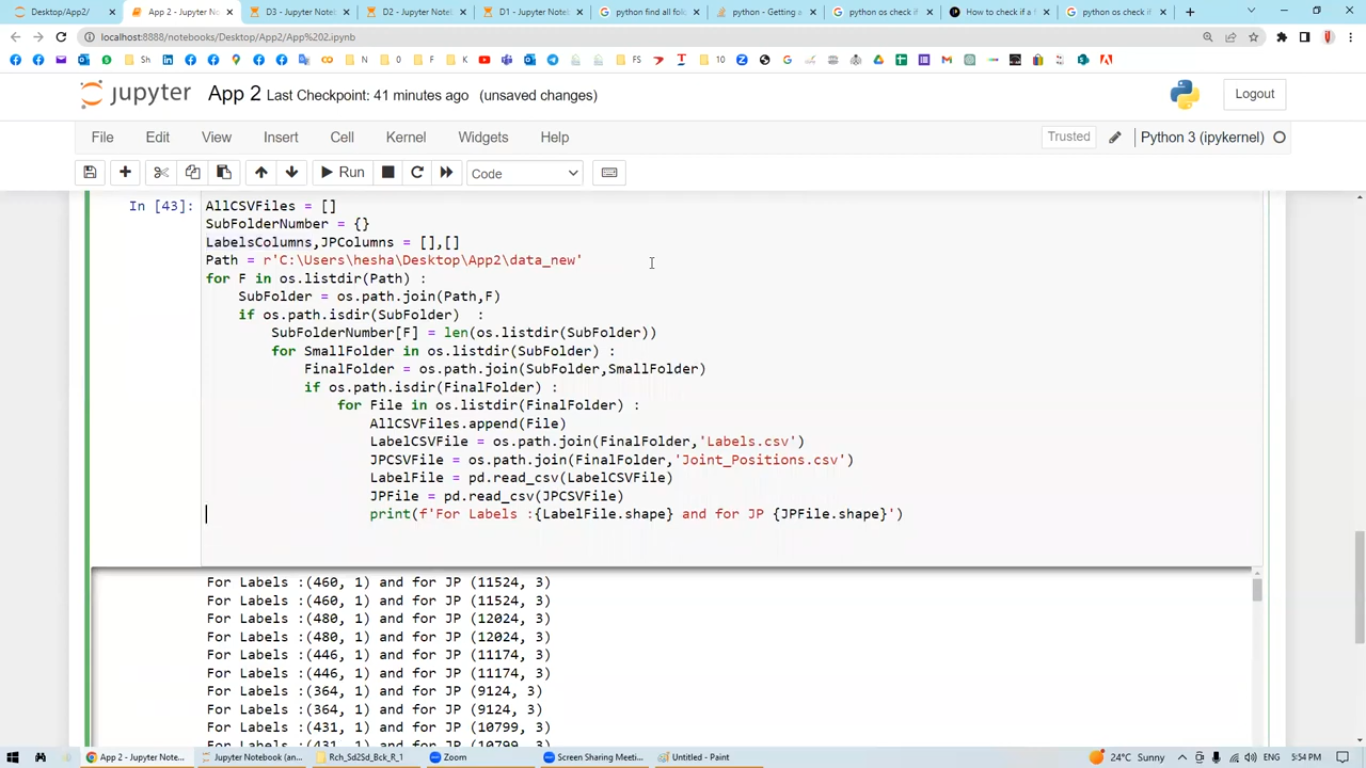 Desktop/App2/
App 2 - Jupyter No
D3 - Jupyter Noteb
D2 - Jupyter Noteb
D1 - Jupyter Noteb
python find all fol
python - Getting a
python os check if
How to check if a
python os check if
localhost:8888/notebooks/Desktop/App2/App%202.ipynb
Sh
N
0
F
K
FS
10
jupyter App 2 Last Checkpoint: 41 minutes ago (unsaved changes)
Logout
File Edit View Insert Cell Kernel Widgets Help
Trusted
Python 3 (ipykernel)
Run
Code
In [43]: AllCSVFiles = []
SubFolderNumber = {}
LabelsColumns,JPColumns = [],[]
Path = r'C:\Users\hesha\Desktop\App2\data_new'
for F in os.listdir(Path) :
SubFolder = os.path.join(Path,F)
if os.path.isdir(SubFolder) :
SubFolderNumber[F] = len(os.listdir(SubFolder))
for SmallFolder in os.listdir(SubFolder) :
FinalFolder = os.path.join(SubFolder,SmallFolder)
if os.path.isdir(FinalFolder) :
for File in os.listdir(FinalFolder) :
AllCSVFiles.append(File)
LabelCSVFile = os.path.join(FinalFolder,'Labels.csv')
JPCSVFile = os.path.join(FinalFolder,'Joint_Positions.csv')
LabelFile = pd.read_csv(LabelCSVFile)
JPFile = pd.read_csv(JPCSVFile)
print(f'For Labels :{LabelFile.shape} and for JP {JPFile.shape}')
For Labels :(460, 1) and for JP (11524, 3)
For Labels :(460, 1) and for JP (11524, 3)
For Labels :(480, 1) and for JP (12024, 3)
For Labels :(480, 1) and for JP (12024, 3)
For Labels :(446, 1) and for JP (11174, 3)
For Labels :(446, 1) and for JP (11174, 3)
For Labels :(364, 1) and for JP (9124, 3)
For Labels :(364, 1) and for JP (9124, 3)
For Labels :(431, 1) and for JP (10799, 3)
For Labels :(431, 1) and for JP (10799, 3)
App 2 - Jupyter Note...
Jupyter Notebook (an...
Rch_Sd2Sd_Bck_R_1
Zoom
Screen Sharing Meeti...
Untitled - Paint
24°C Sunny
ENG
5:54 PM